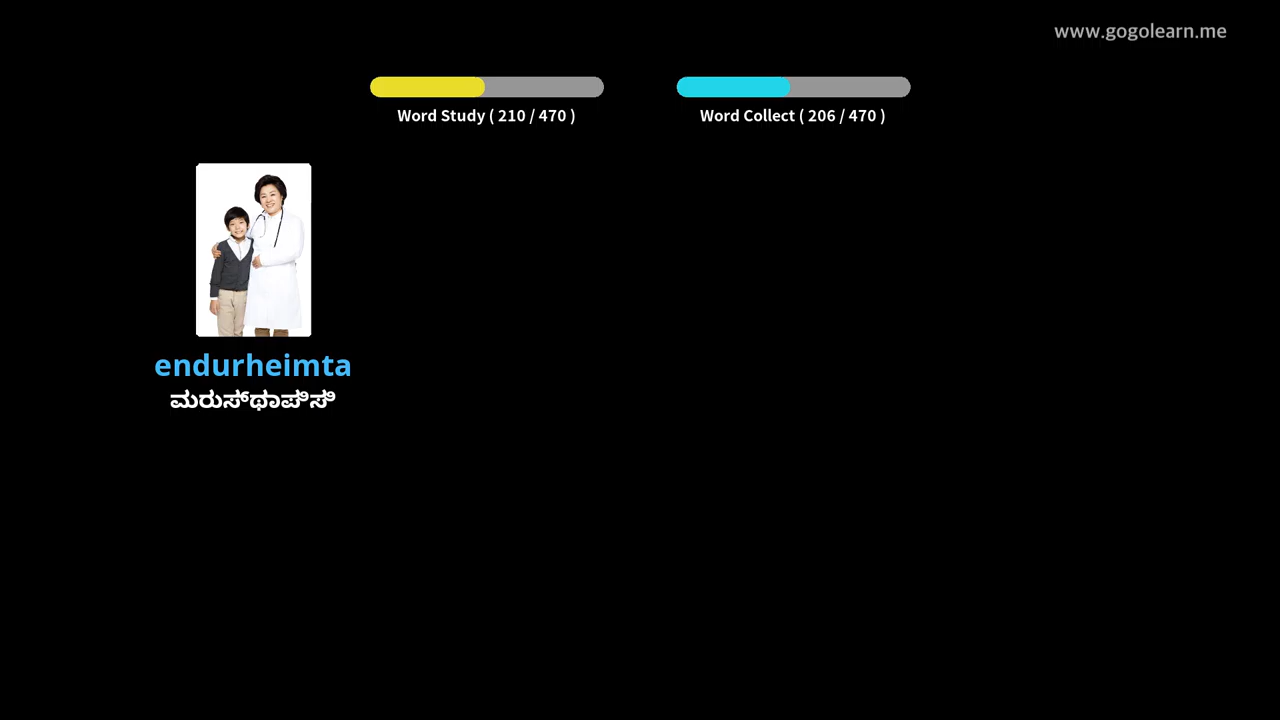 www.gogolearn.me
Word Study ( 210 / 470 )
Word Collect ( 206 / 470 )
endurheimta
ಮರುಸ್ಥಾಪಿಸಿ